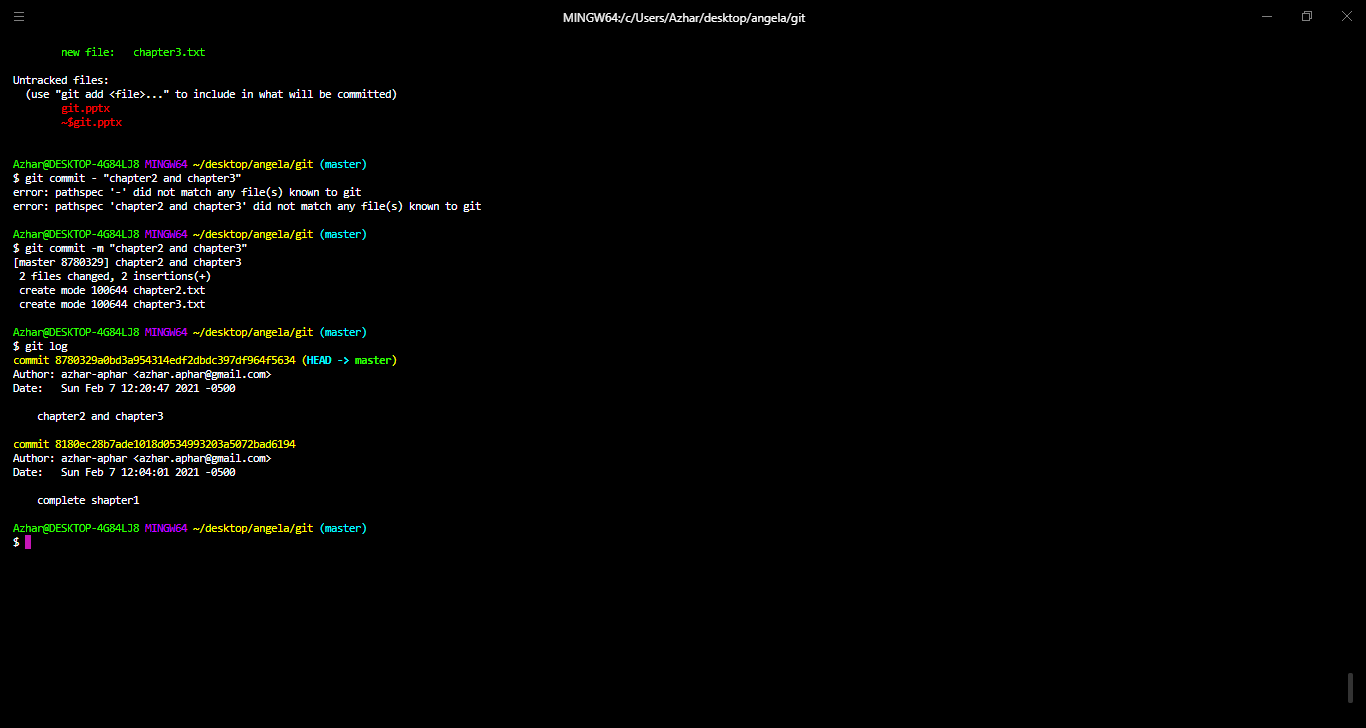 MINGW64:/c/Users/Azhar/desktop/angela/git
new file:   chapter3.txt
Untracked files:
(use "git add <file>..." to include in what will be committed)
git.pptx
~$git.pptx
Azhar@DESKTOP-4G84LJ8 MINGW64 ~/desktop/angela/git (master)
$ git commit - "chapter2 and chapter3"
error: pathspec '-' did not match any file(s) known to git
error: pathspec 'chapter2 and chapter3' did not match any file(s) known to git
Azhar@DESKTOP-4G84LJ8 MINGW64 ~/desktop/angela/git (master)
$ git commit -m "chapter2 and chapter3"
[master 8780329] chapter2 and chapter3
2 files changed, 2 insertions(+)
create mode 100644 chapter2.txt
create mode 100644 chapter3.txt
Azhar@DESKTOP-4G84LJ8 MINGW64 ~/desktop/angela/git (master)
$ git log
commit 8780329a0bd3a954314edf2dbdc397df964f5634 (HEAD -> master)
Author: azhar-aphar <azhar.aphar@gmail.com>
Date:   Sun Feb 7 12:20:47 2021 -0500
chapter2 and chapter3
commit 8180ec28b7ade1018d0534993203a5072bad6194
Author: azhar-aphar <azhar.aphar@gmail.com>
Date:   Sun Feb 7 12:04:01 2021 -0500
complete shapter1
Azhar@DESKTOP-4G84LJ8 MINGW64 ~/desktop/angela/git (master)
$